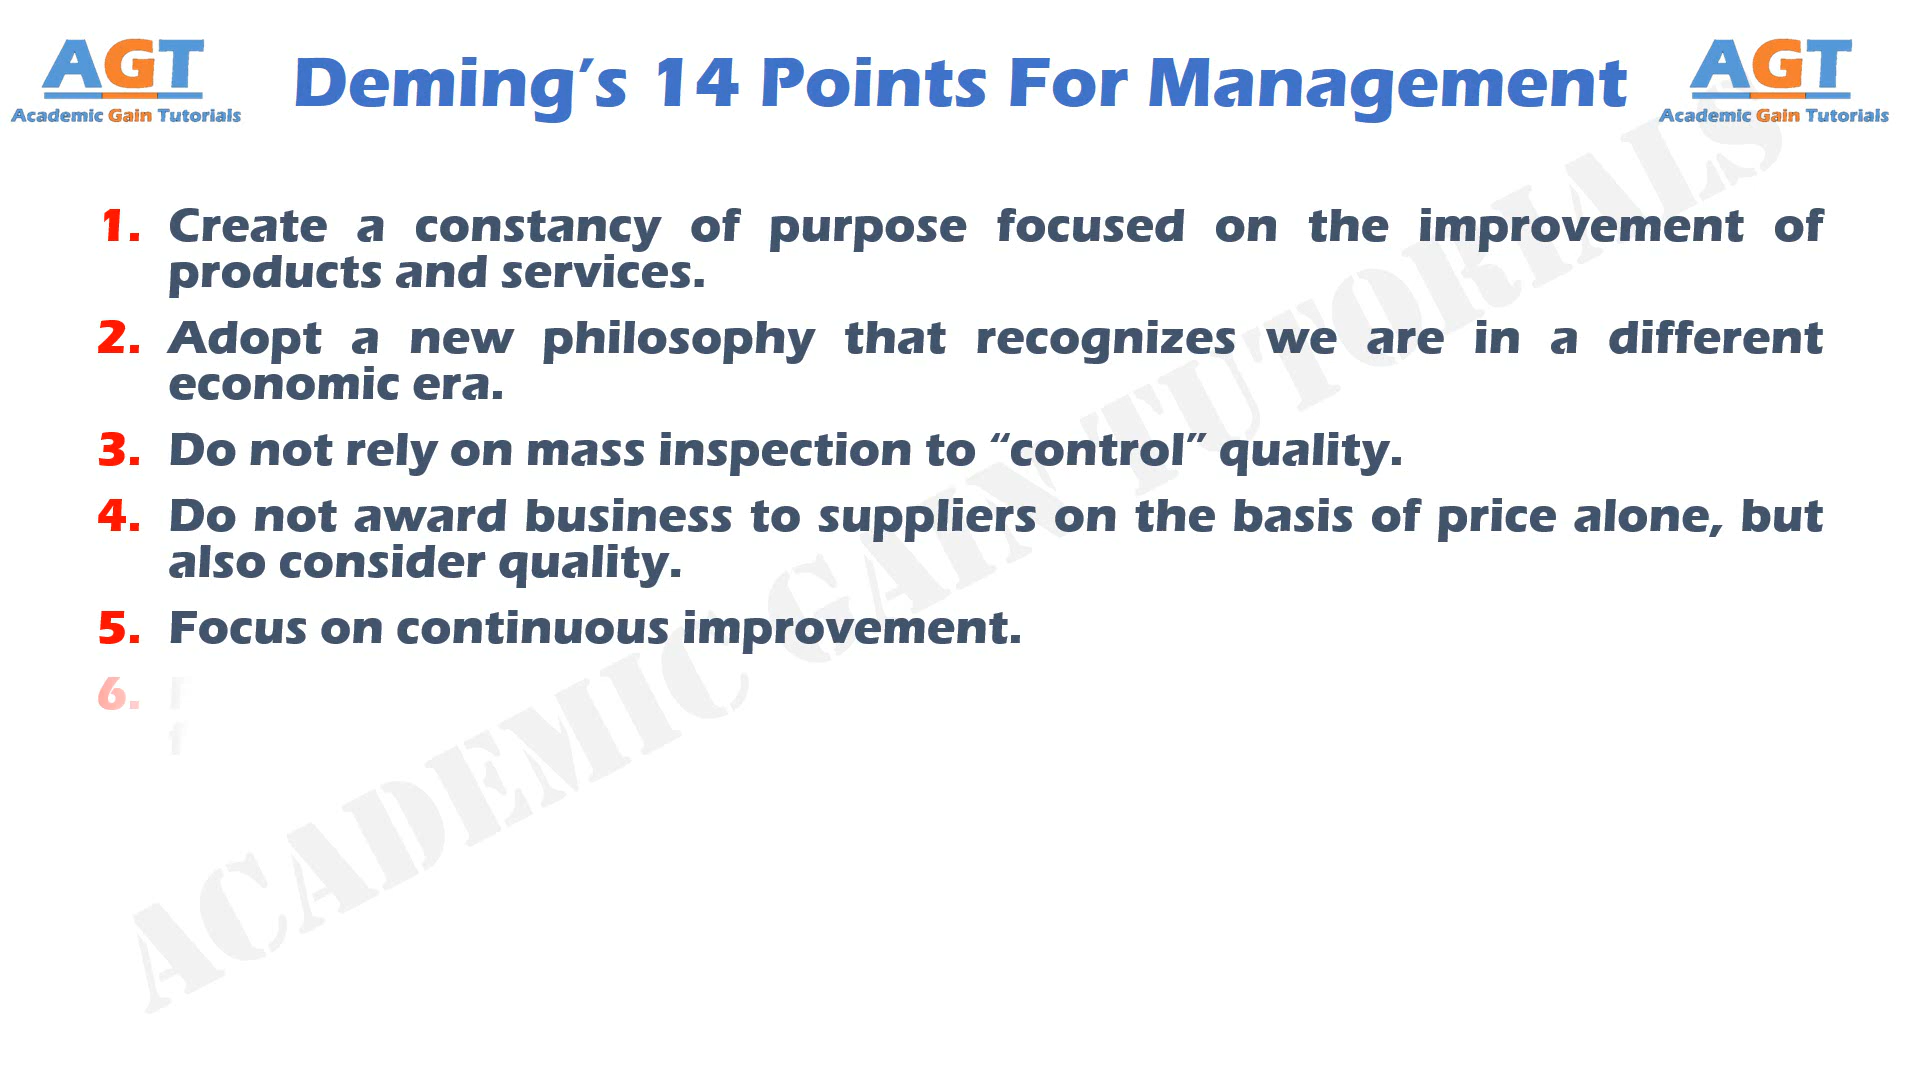 AGT
Academic Gain Tutorials
Deming’s 14 Points For Management
AGT
Academic Gain Tutorials
1. Create a constancy of purpose focused on the improvement of
products and services.
2. Adopt a new philosophy that recognizes we are in a different
economic era.
3. Do not rely on mass inspection to “control” quality.
4. Do not award business to suppliers on the basis of price alone, but
also consider quality.
5. Focus on continuous improvement.
6.
ACADEMIC GAIN TUTORIALS